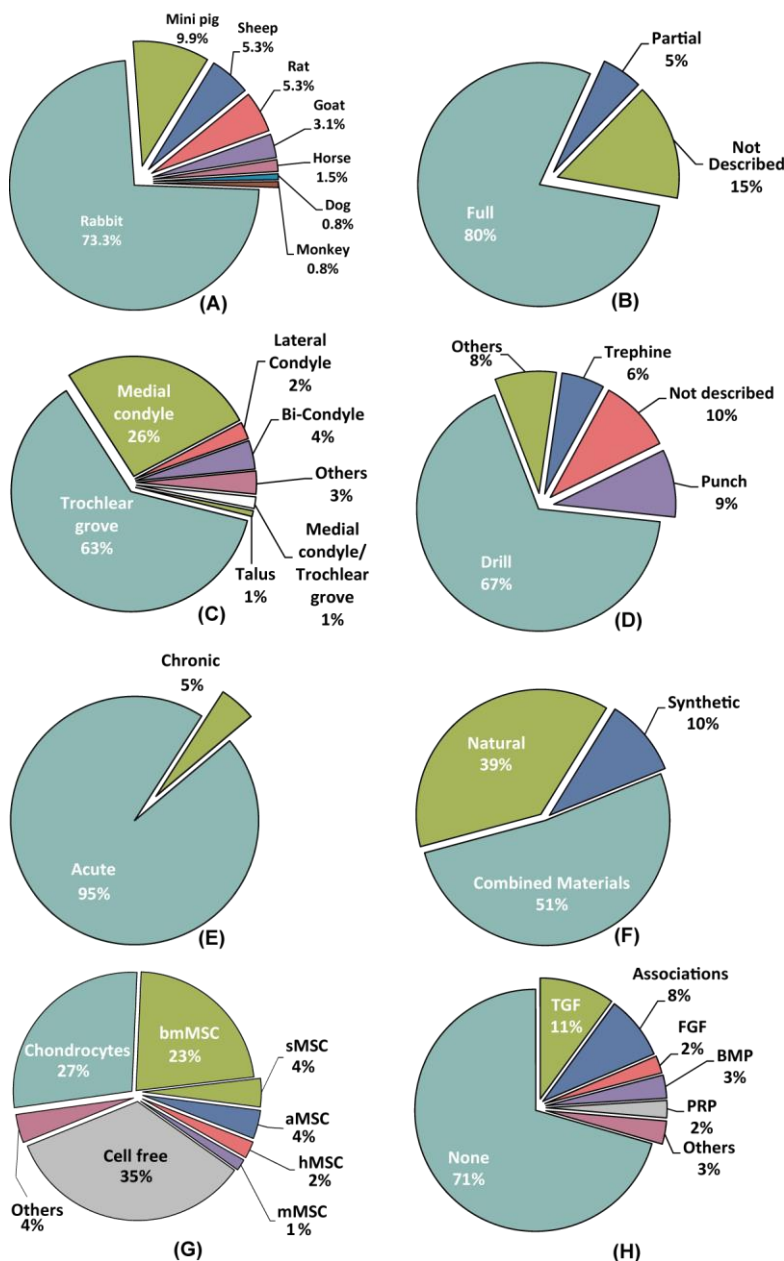 Mini pig
9.9%
Sheep
5.3%
Rat
5.3%
Goat
3.1%
Horse
1.5%
Dog
0.8%
Monkey
0.8%
Rabbit
73.3%
(A)
Partial
5%
Not
Described
15%
Full
80%
(B)
Lateral
Condyle
2%
Medial
condyle
26%
Bi-Condyle
4%
Others
3%
Medial
condyle/
Trochlear
grove
1%
Talus
1%
Trochlear
grove
63%
(C)
Others
8%
Trephine
6%
Not described
10%
Punch
9%
Drill
67%
(D)
Chronic
5%
Acute
95%
(E)
Synthetic
10%
Natural
39%
Combined Materials
51%
(F)
Chondrocytes
27%
bmMSC
23%
sMSC
4%
aMSC
4%
hMSC
2%
mMSC
1%
Cell free
35%
Others
4%
(G)
Associations
8%
TGF
11%
FGF
2%
BMP
3%
PRP
2%
Others
3%
None
71%
(H)